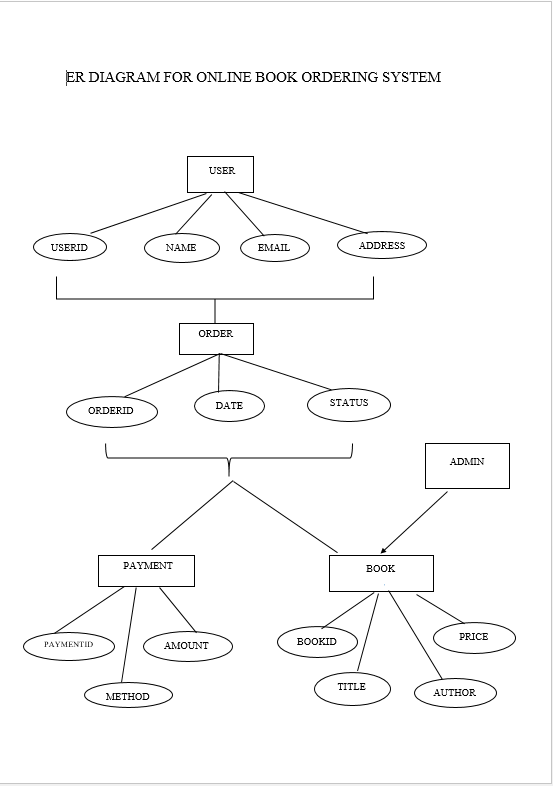 ER DIAGRAM FOR ONLINE BOOK ORDERING SYSTEM
USER
USERID
NAME
EMAIL
ADDRESS
ORDER
ORDERID
DATE
STATUS
ADMIN
PAYMENT
BOOK
PAYMENTID
AMOUNT
BOOKID
PRICE
METHOD
TITLE
AUTHOR